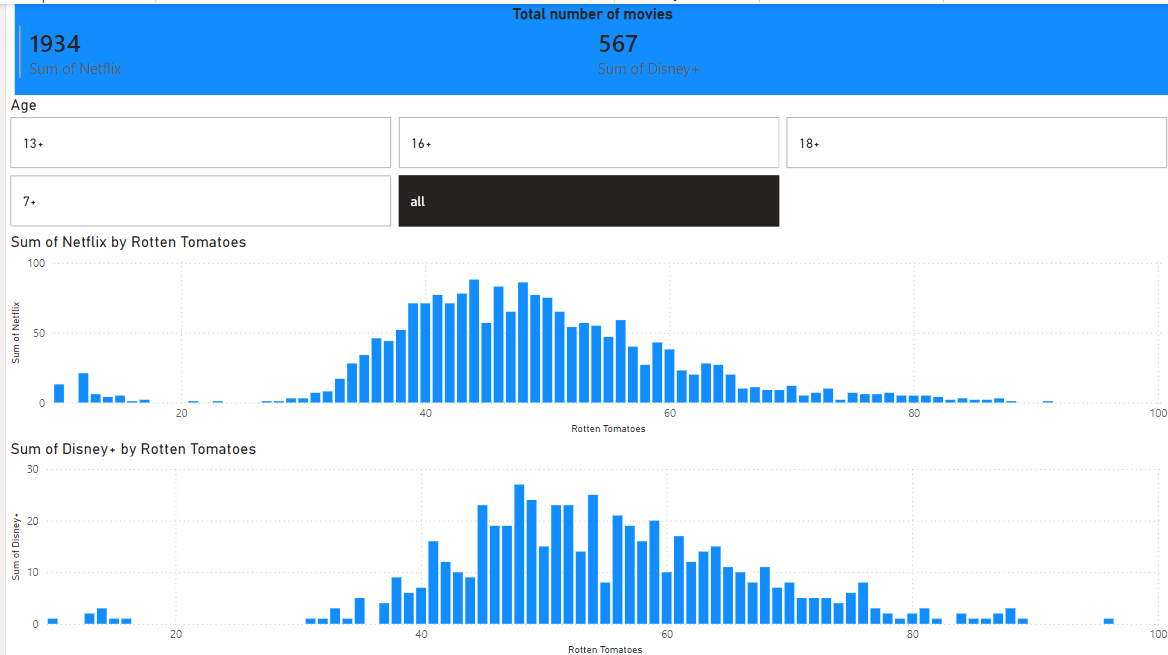 Total number of movies
1934
567
Sum of Netflix
Sum of Disney+
Age
13+
16+
18+
7+
all
Sum of Netflix by Rotten Tomatoes
100
50
0
Sum of Netflix
20
40
60
80
100
Rotten Tomatoes
Sum of Disney+ by Rotten Tomatoes
30
20
10
0
Sum of Disney+
20
40
60
80
100
Rotten Tomatoes